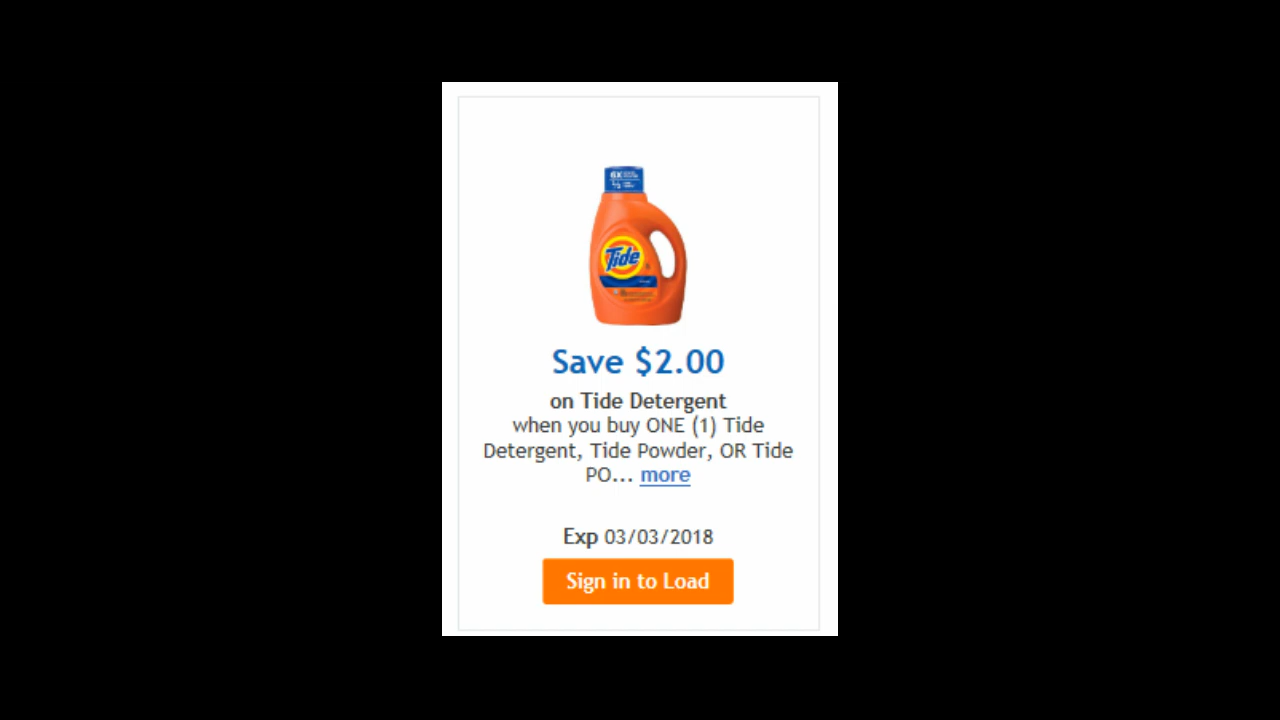 6X
Tide
Save $2.00
on Tide Detergent
when you buy ONE (1) Tide
Detergent, Tide Powder, OR Tide
PO... more
Exp 03/03/2018
Sign in to Load